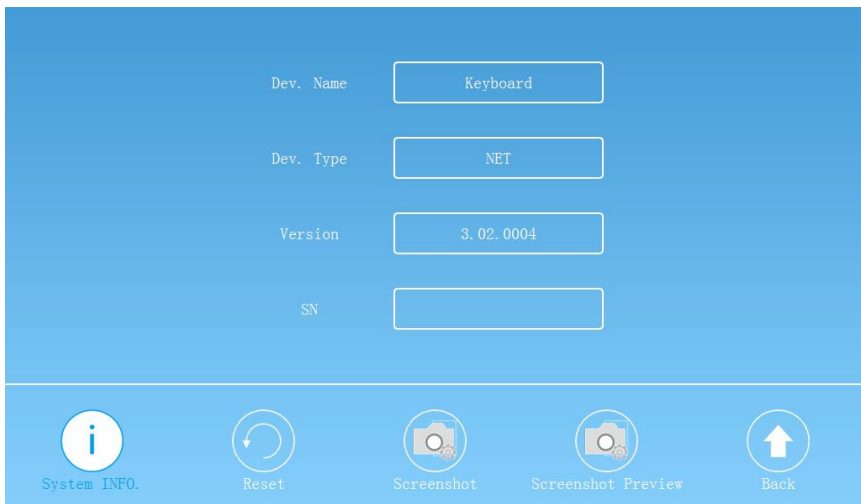 Dev. Name Keyboard
Dev. Type NET
Version 3.02.0004
SN
System INFO. Reset Screenshot Screenshot Preview Back